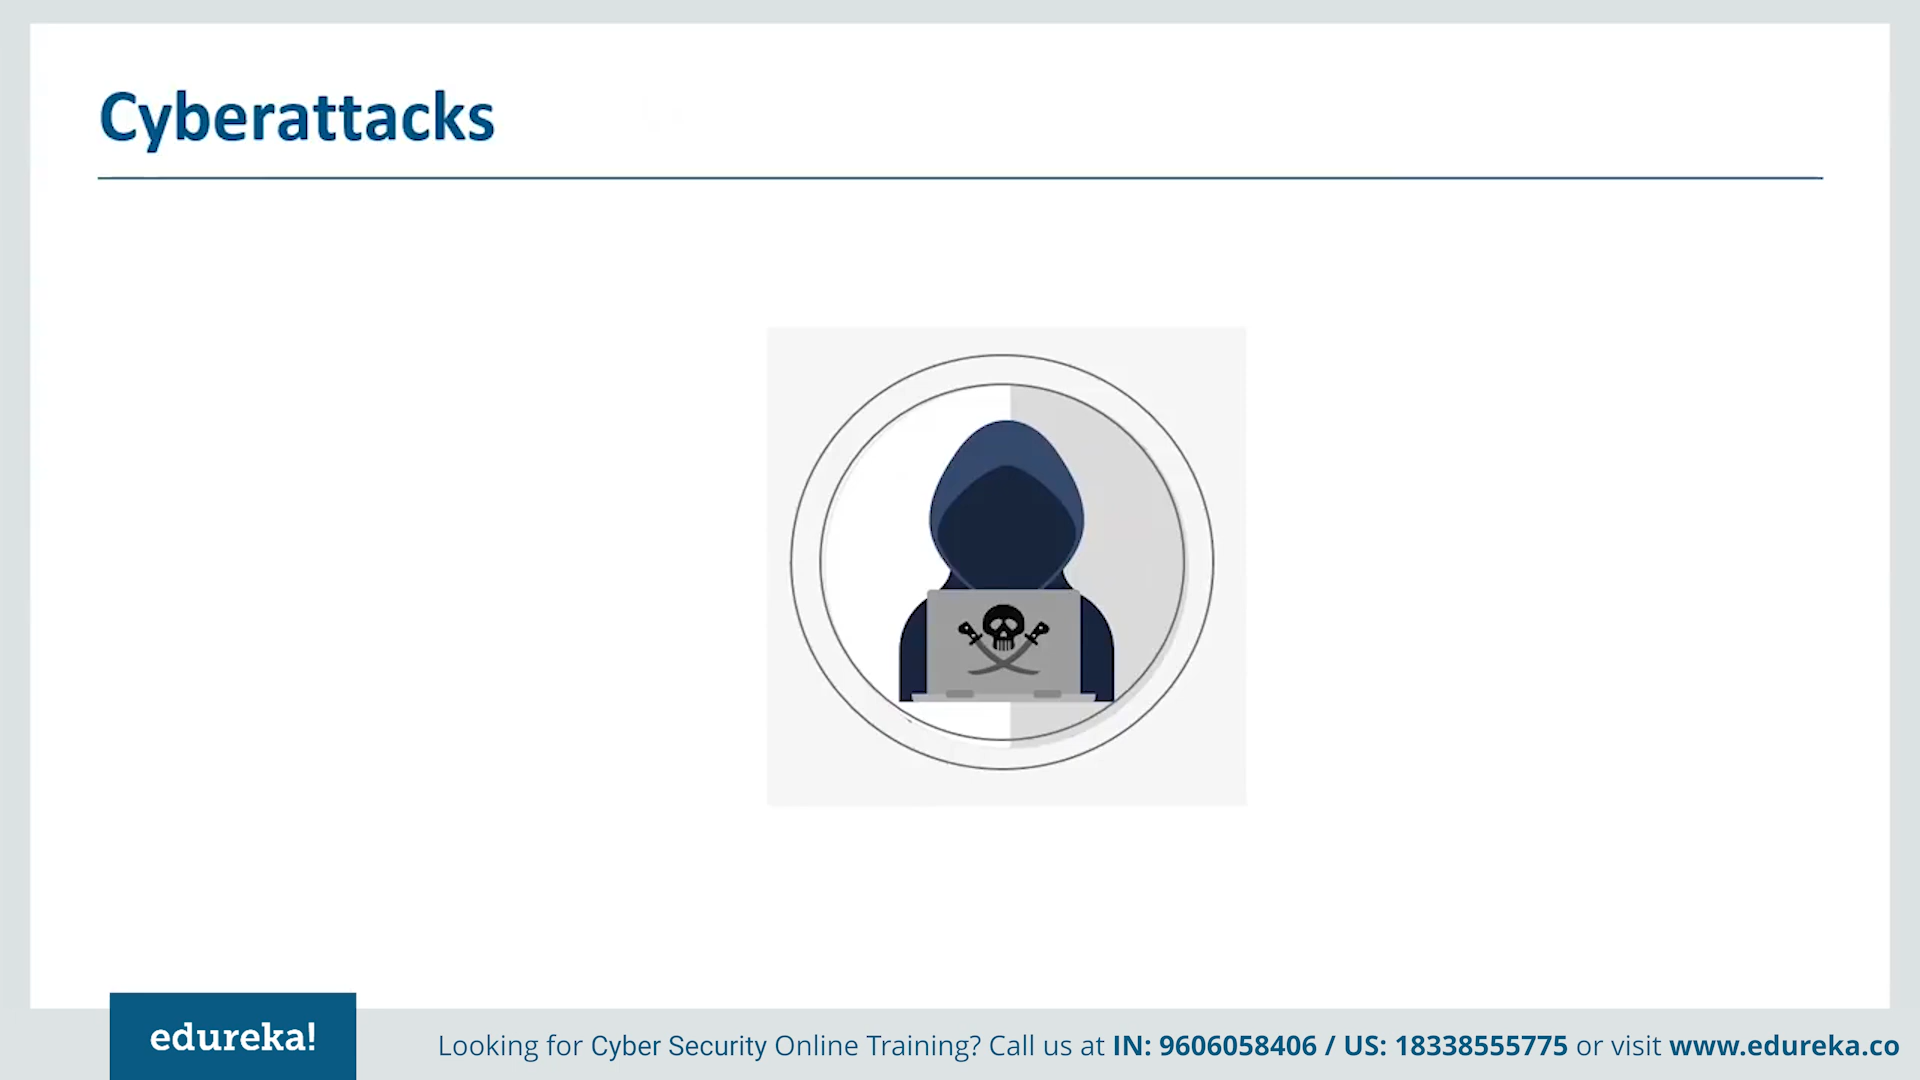 Cyberattacks
edureka!
Looking for Cyber Security Online Training? Call us at IN: 9606058406 / US: 18338555775 or visit www.edureka.co